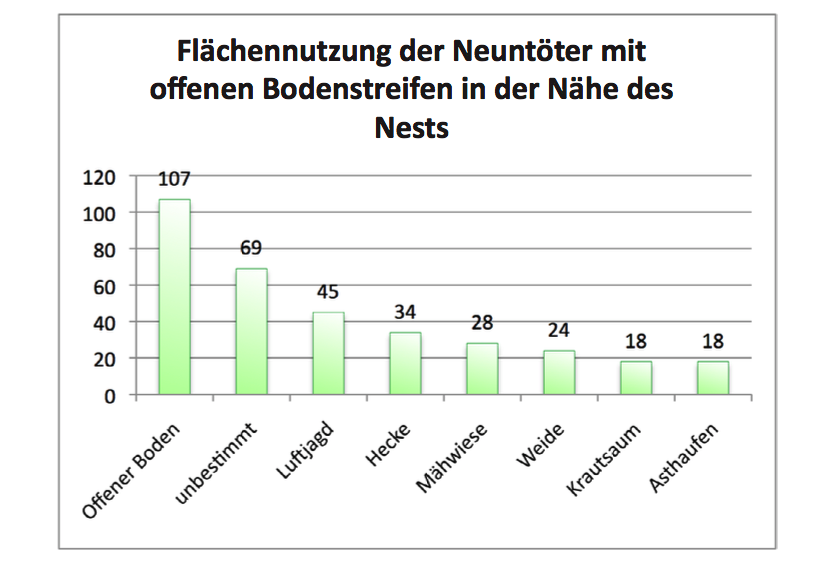 Flächennutzung der Neuntöter mit
offenen Bodenstreifen in der Nähe des
Nests
120
100
80
60
40
20
0
107
69
45
34
28
24
18
18
Offener Boden
unbestimmt
Luftjagd
Hecke
Mähwiese
Weide
Krautsaum
Asthaufen